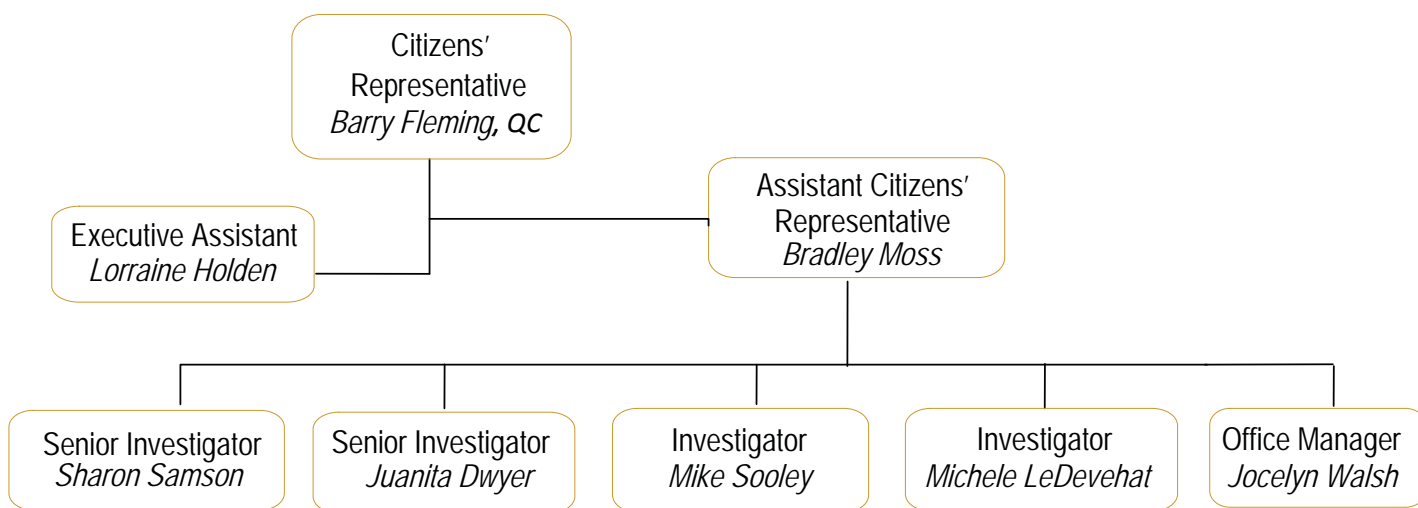 Citizens'
Representative
Barry Fleming, QC
Assistant Citizens'
Representative
Bradley Moss
Executive Assistant
Lorraine Holden
Senior Investigator
Sharon Samson
Senior Investigator
Juanita Dwyer
Investigator
Mike Sooley
Investigator
Michele LeDevehat
Office Manager
Jocelyn Walsh